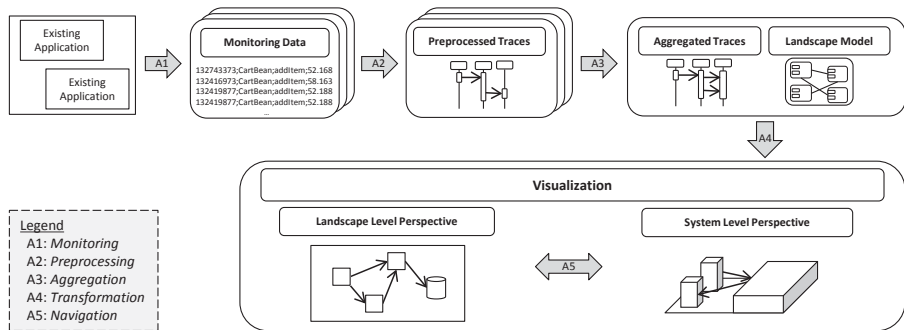 Existing
Application
Existing
Application
A1
Monitoring Data
132743373;CartBean;addItem;52.168
132416973;CartBean;addItem;58.163
132419877;CartBean;addItem;52.188
132419877;CartBean;addItem;52.188
...
A2
Preprocessed Traces
A3
Aggregated Traces
Landscape Model
A4
Visualization
Landscape Level Perspective
A5
System Level Perspective
Legend
A1: Monitoring
A2: Preprocessing
A3: Aggregation
A4: Transformation
A5: Navigation